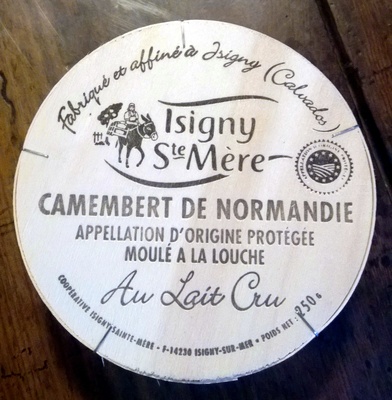 Fabriqué et affiné à Isigny (Calvados)
Isigny
Ste Mère
CAMEMBERT DE NORMANDIE
APPELLATION D'ORIGINE PROTÉGÉE
MOULÉ A LA LOUCHE
Au Lait Cru
COOPÉRATIVE ISIGNY-SAINTE-MÈRE - F-14230 ISIGNY-SUR-MER - POIDS NET : 250g